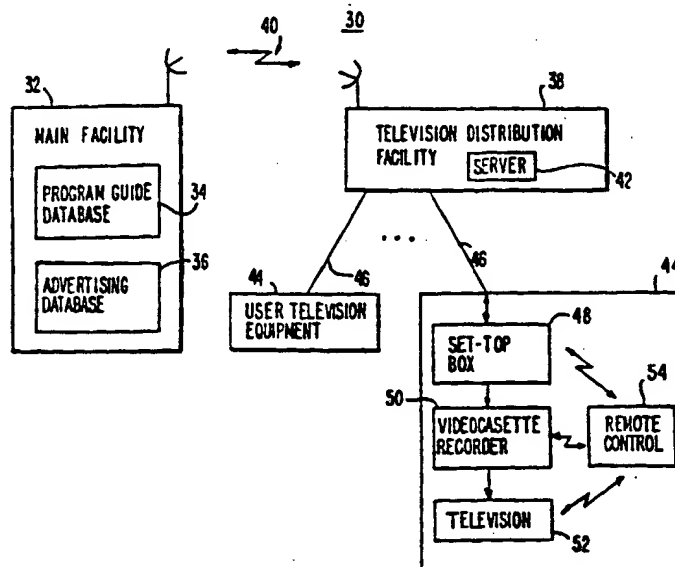 30
40
32
MAIN FACILITY
PROGRAM GUIDE
DATABASE
34
ADVERTISING
DATABASE
36
38
TELEVISION DISTRIBUTION
FACILITY
SERVER
42
...
46
46
44
USER TELEVISION
EQUIPMENT
44
SET-TOP
BOX
48
50
VIDEOCASETTE
RECORDER
54
REMOTE
CONTROL
TELEVISION
52